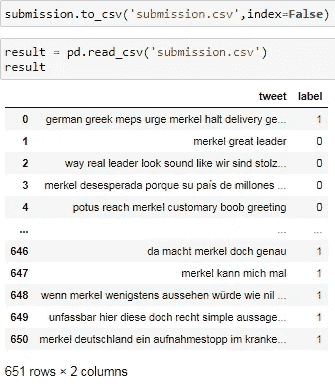 submission.to_csv('submission.csv',index=False)
result = pd.read_csv('submission.csv')
result
tweet label
0 german greek meps urge merkel halt delivery ge... 1
1 merkel great leader 0
2 way real leader look sound like wir sind stolz... 0
3 merkel desesperada porque su país de millones ... 0
4 potus reach merkel customary boob greeting 0
... ... ...
646 da macht merkel doch genau 1
647 merkel kann mich mal 1
648 wenn merkel wenigstens aussehen würde wie nil ... 1
649 unfassbar hier diese doch recht simple aussage... 1
650 merkel deutschland ein aufnahmestopp im kranke... 1
651 rows × 2 columns